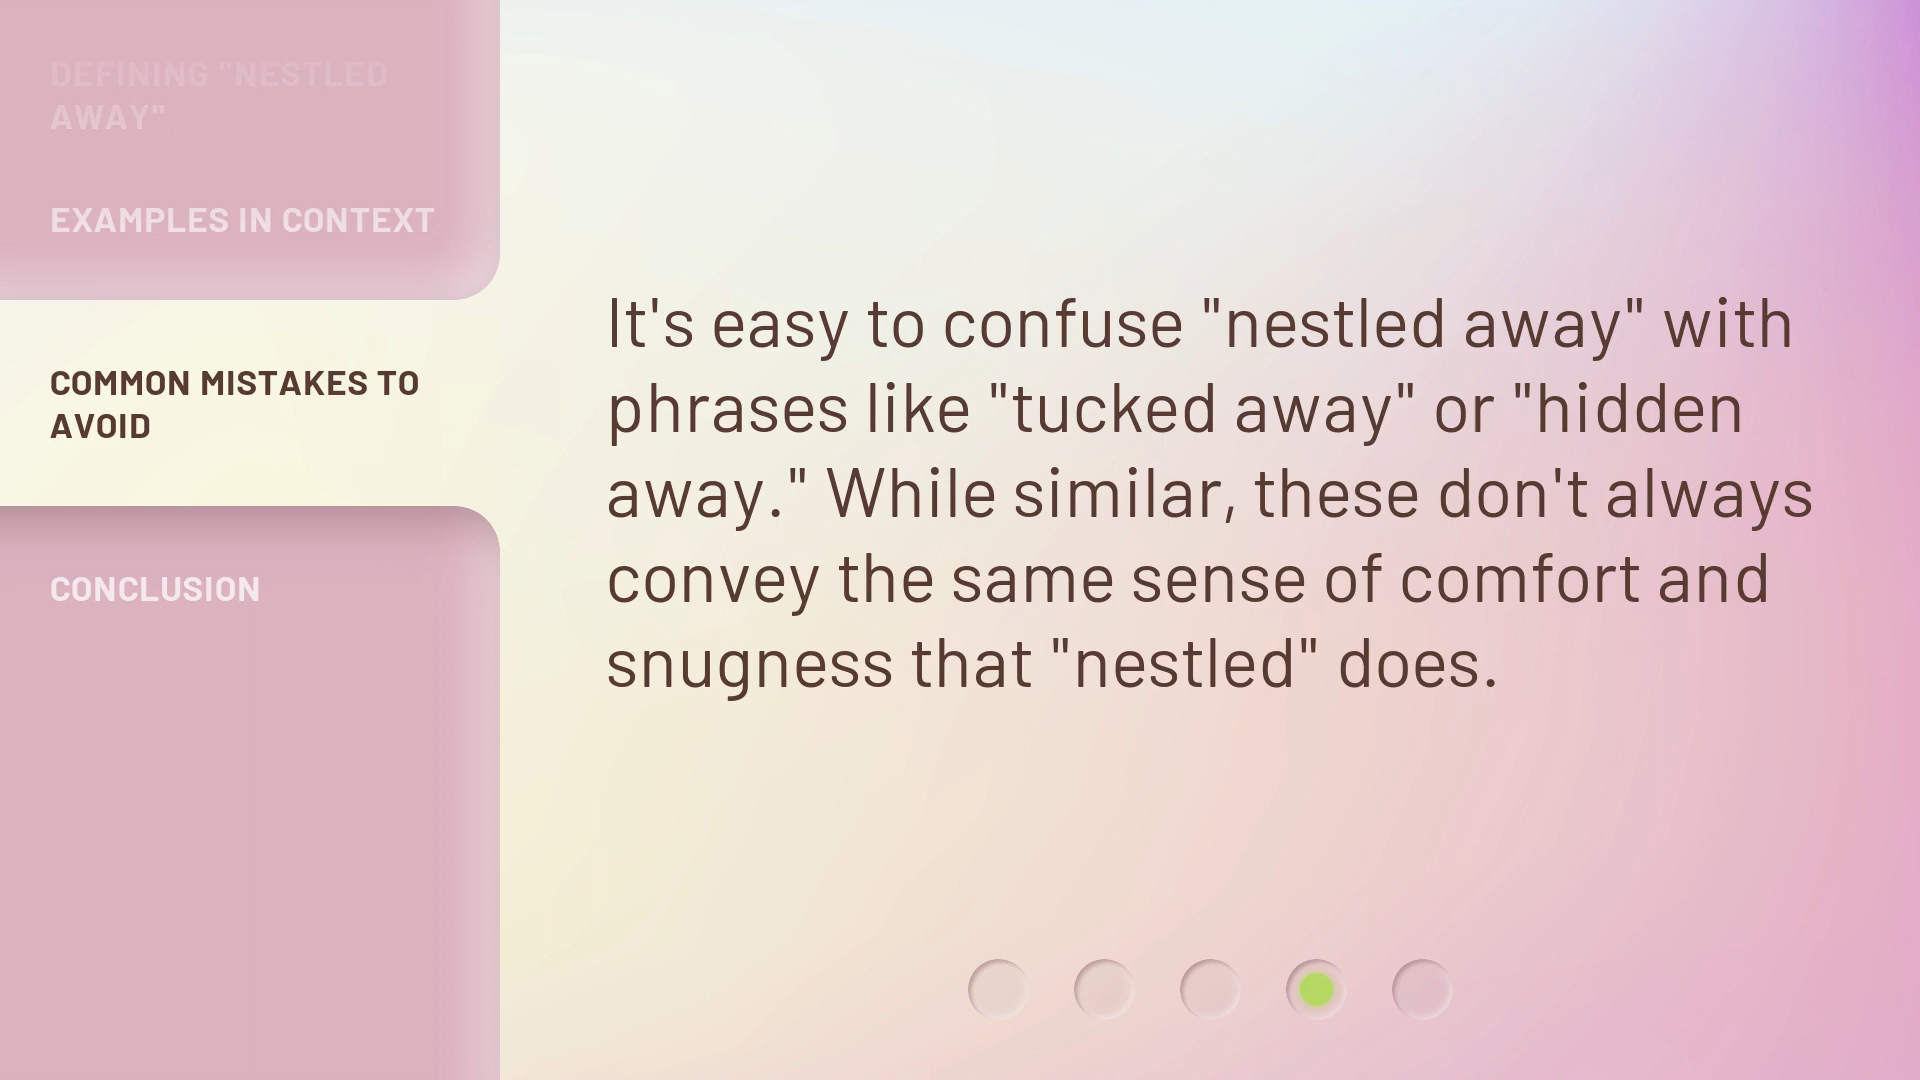 DEFINING "NESTLED
AWAY"
EXAMPLES IN CONTEXT
COMMON MISTAKES TO
AVOID
CONCLUSION
It's easy to confuse "nestled away" with
phrases like "tucked away" or "hidden
away." While similar, these don't always
convey the same sense of comfort and
snugness that "nestled" does.